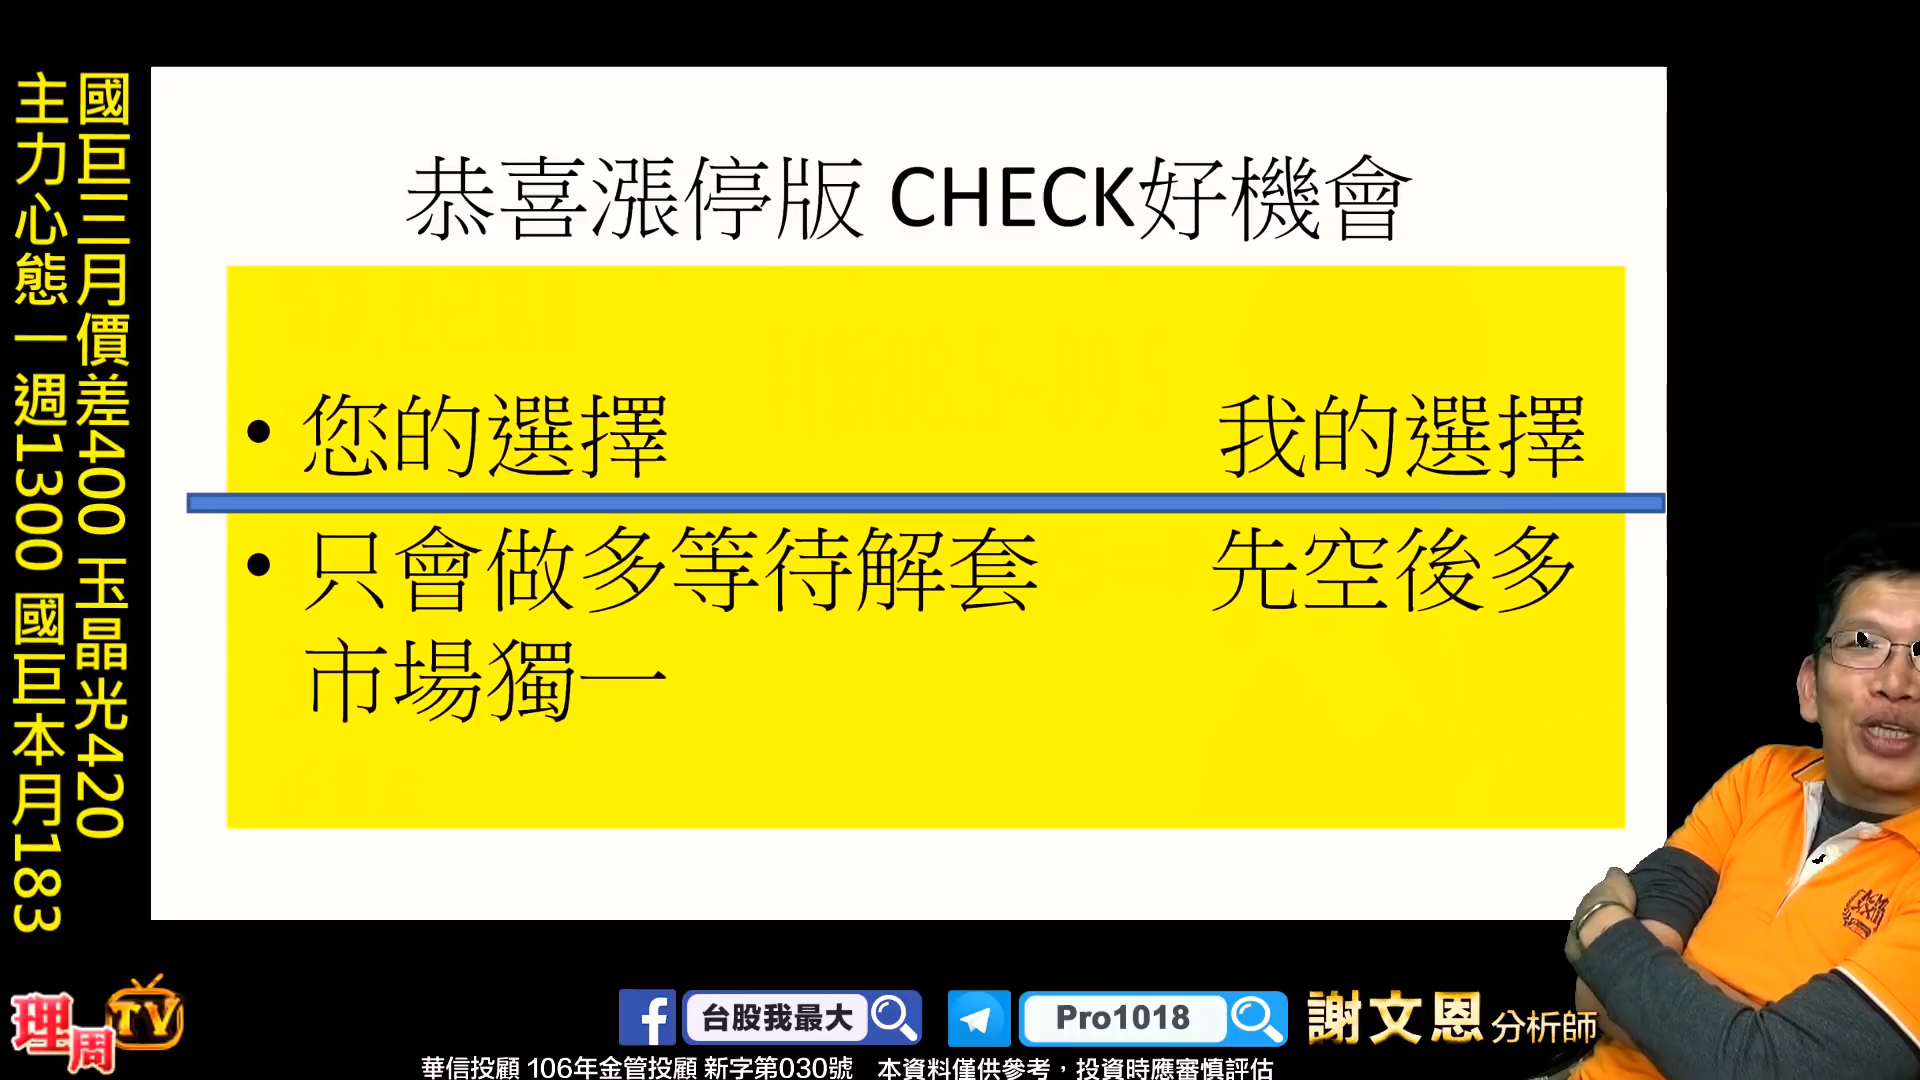 國巨三月價差400 玉晶光420
主力心態一週1300 國巨本月183
恭喜漲停版 CHECK好機會
• 您的選擇 我的選擇
• 只會做多等待解套 先空後多
市場獨一
理周TV
台股我最大
Pro1018
謝文恩 分析師
華信投顧 106年金管投顧 新字第030號 本資料僅供參考，投資時應審慎評估